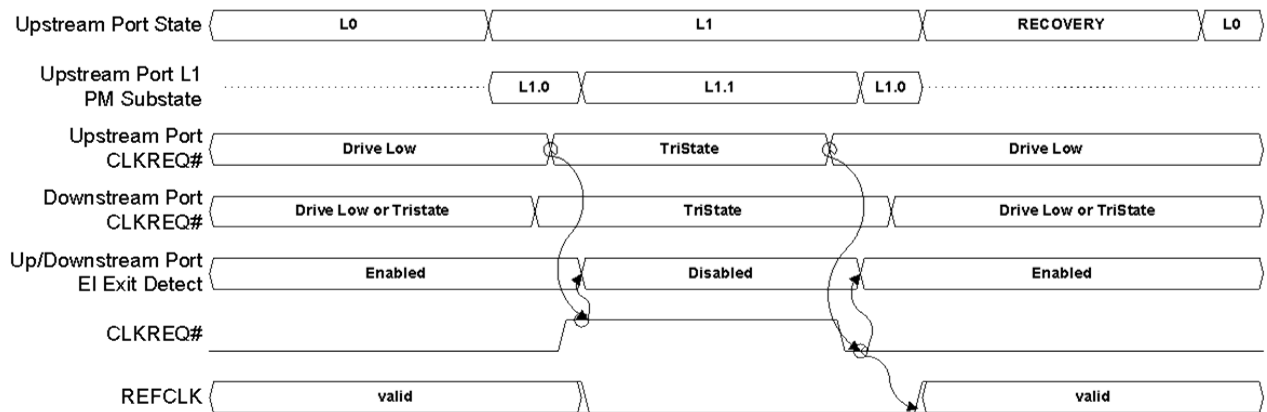 Upstream Port State L0 L1 RECOVERY L0
Upstream Port L1
PM Substate
L1.0 L1.1 L1.0
Upstream Port
CLKREQ#
Drive Low TriState Drive Low
Downstream Port
CLKREQ#
Drive Low or Tristate TriState Drive Low or TriState
Up/Downstream Port
EI Exit Detect
Enabled Disabled Enabled
CLKREQ#
REFCLK valid valid